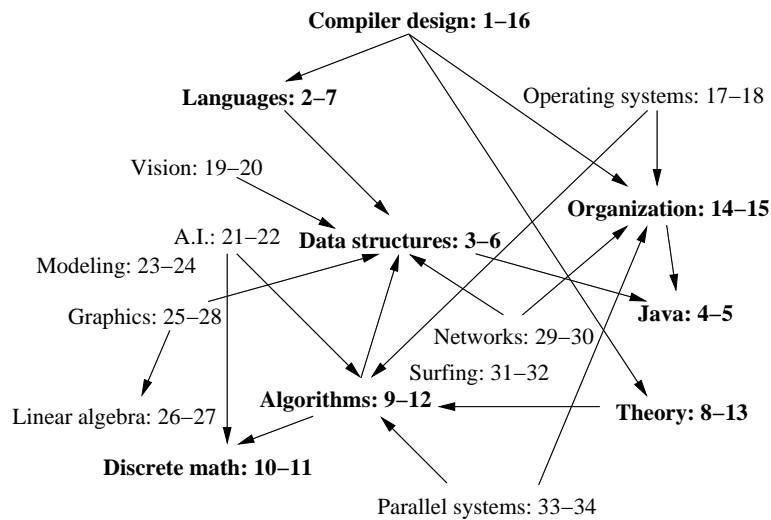 Compiler design: 1–16
Languages: 2–7
Operating systems: 17–18
Vision: 19–20
Organization: 14–15
A.I.: 21–22
Data structures: 3–6
Modeling: 23–24
Graphics: 25–28
Java: 4–5
Networks: 29–30
Surfing: 31–32
Algorithms: 9–12
Linear algebra: 26–27
Theory: 8–13
Discrete math: 10–11
Parallel systems: 33–34